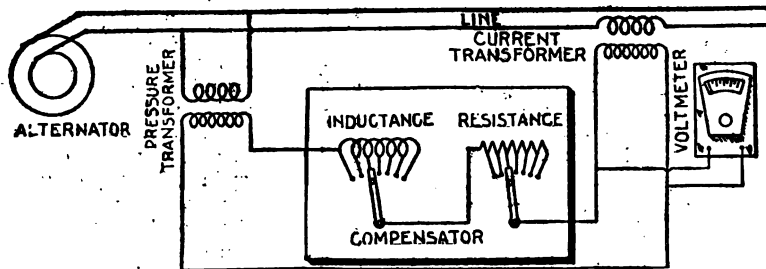 LINE
CURRENT
TRANSFORMER
PRESSURE
TRANSFORMER
VOLTMETER
ALTERNATOR
INDUCTANCE
RESISTANCE
COMPENSATOR